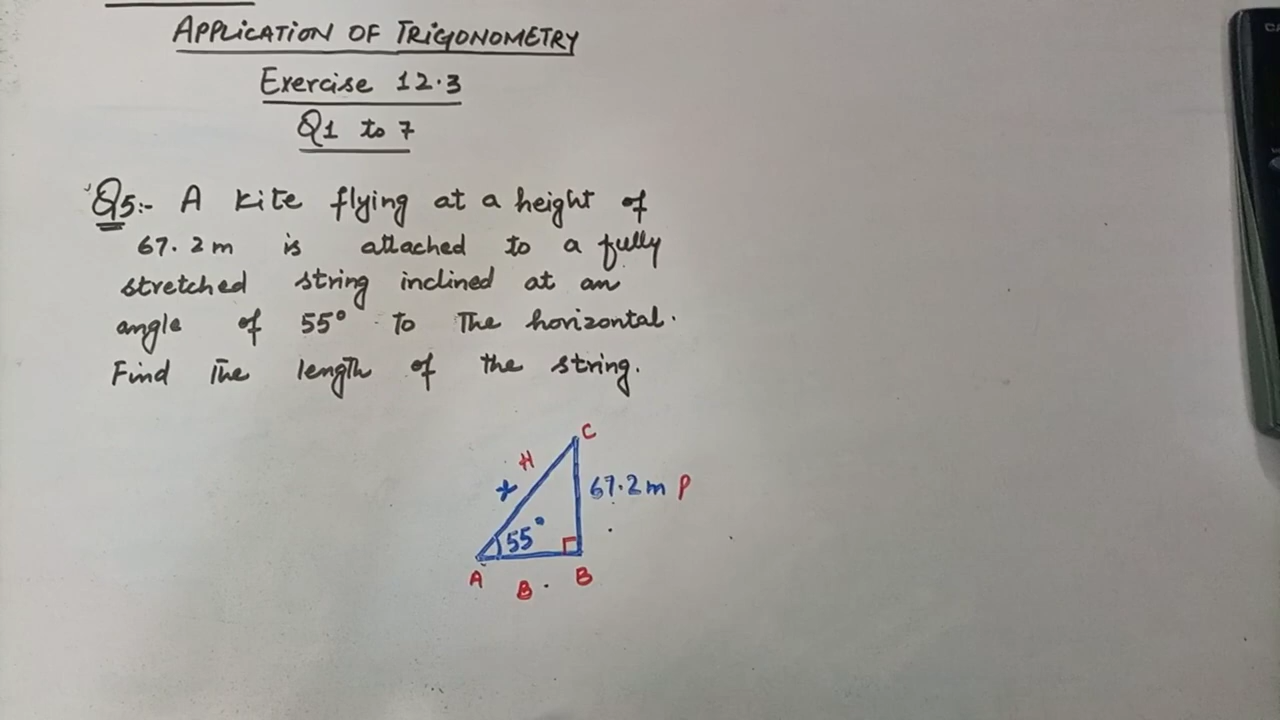 APPLICATION OF TRIGONOMETRY
Exercise 12.3
Q1 to 7
Q5:- A kite flying at a height of
67.2m is attached to a fully
stretched string inclined at an
angle of 55° to The horizontal.
Find The length of the string.
C
H
x
67.2m P
55°
A B B